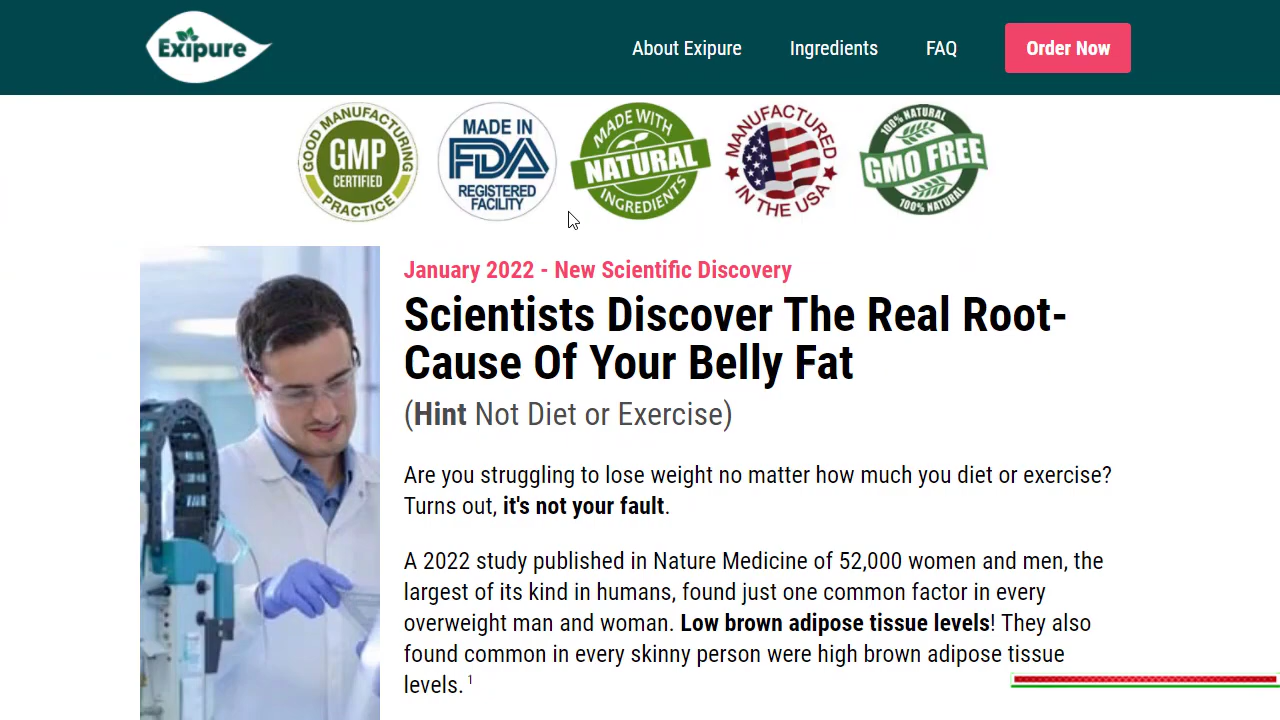 Exipure
About Exipure
Ingredients
FAQ
Order Now
GOOD MANUFACTURING
GMP
CERTIFIED
PRACTICE
MADE IN
FDA
REGISTERED
FACILITY
MADE WITH
NATURAL
INGREDIENTS
MANUFACTURED
IN THE USA
100% NATURAL
GMO FREE
100% NATURAL
January 2022 - New Scientific Discovery
Scientists Discover The Real Root-
Cause Of Your Belly Fat
(Hint Not Diet or Exercise)
Are you struggling to lose weight no matter how much you diet or exercise?
Turns out, it's not your fault.
A 2022 study published in Nature Medicine of 52,000 women and men, the
largest of its kind in humans, found just one common factor in every
overweight man and woman. Low brown adipose tissue levels! They also
found common in every skinny person were high brown adipose tissue
levels. 1